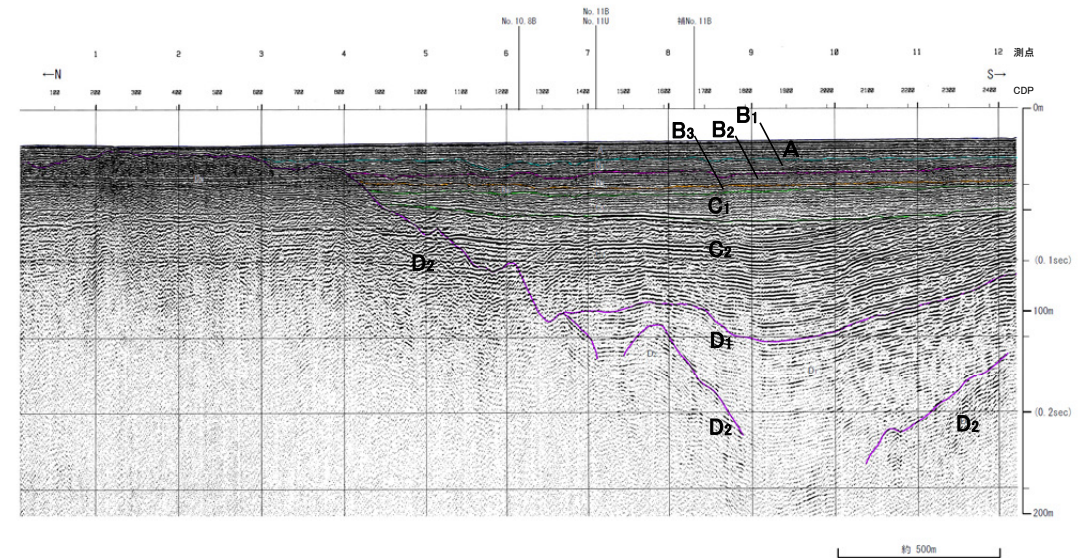 No.11B
No.10.8B No.11U 補No.11B
1 2 3 4 5 6 7 8 9 10 11 12 測点
←N S→
100 200 300 400 500 600 700 800 900 1000 1100 1200 1300 1400 1500 1600 1700 1800 1900 2000 2100 2200 2300 2400 CDP
0m
B1
B3 B2
A
C1
C2
D2 (0.1sec)
100m
D1
D
(0.2sec)
D2 D2
200m
約 500m